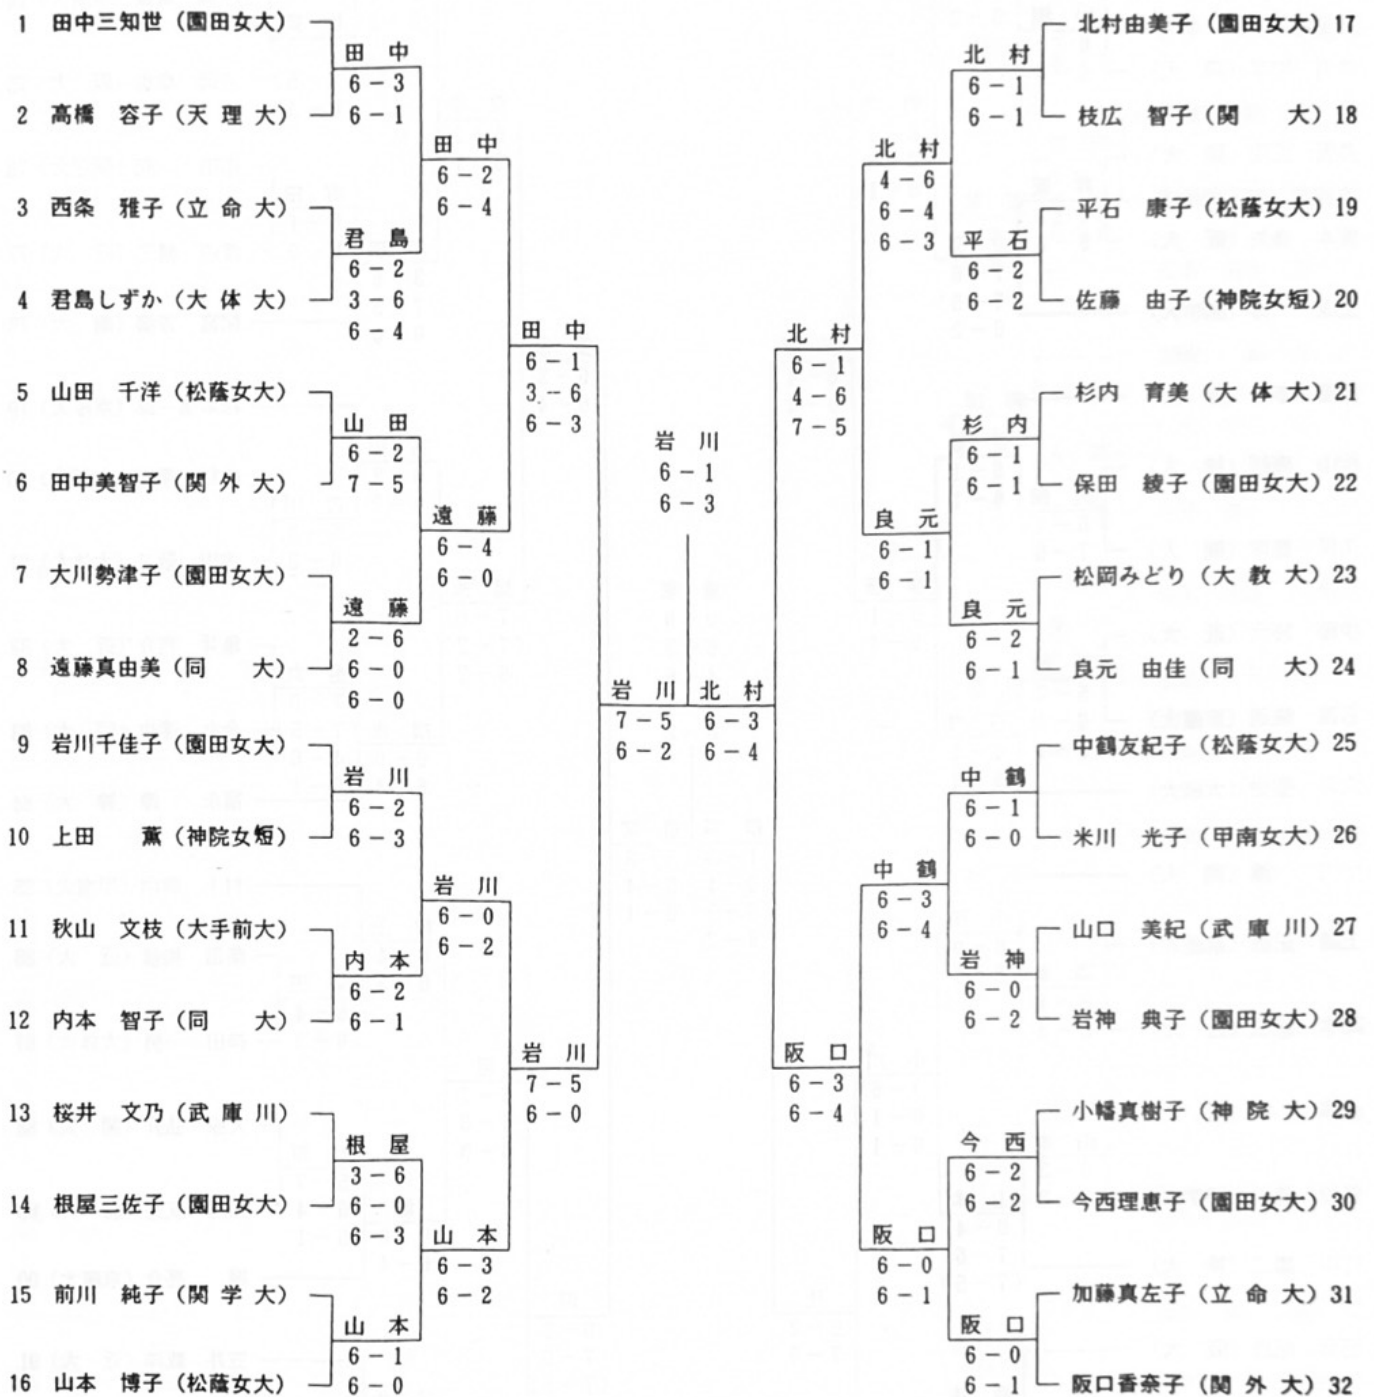 1 田中三知世（園田女大）
2 高橋 容子（天理大）
3 西条 雅子（立命大）
4 君島しずか（大体大）
5 山田 千洋（松蔭女大）
6 田中美智子（関外大）
7 大川勢津子（園田女大）
8 遠藤真由美（同 大）
9 岩川千佳子（園田女大）
10 上田 薫（神院女短）
11 秋山 文枝（大手前大）
12 内本 智子（同 大）
13 桜井 文乃（武庫川）
14 根屋三佐子（園田女大）
15 前川 純子（関学大）
16 山本 博子（松蔭女大）
田中
6－3
6－1
君島
6－2
3－6
6－4
山田
6－2
7－5
遠藤
2－6
6－0
6－0
岩川
6－2
6－3
内本
6－2
6－1
根屋
3－6
6－0
6－3
山本
6－1
6－0
田中
6－2
6－4
遠藤
6－4
6－0
岩川
6－0
6－2
山本
6－3
6－2
田中
6－1
3－6
6－3
岩川
7－5
6－0
岩川
7－5
6－2
岩川
6－1
6－3
北村
6－3
6－4
北村
6－1
4－6
7－5
阪口
6－3
6－4
北村
4－6
6－4
6－3
良元
6－1
6－1
中鶴
6－3
6－4
阪口
6－0
6－1
北村
6－1
6－1
平石
6－2
6－2
杉内
6－1
6－1
良元
6－2
6－1
中鶴
6－1
6－0
岩神
6－0
6－2
今西
6－2
6－2
阪口
6－0
6－1
北村由美子（園田女大）17
枝広 智子（関 大）18
平石 康子（松蔭女大）19
佐藤 由子（神院女短）20
杉内 育美（大体大）21
保田 綾子（園田女大）22
松岡みどり（大教大）23
良元 由佳（同 大）24
中鶴友紀子（松蔭女大）25
米川 光子（甲南女大）26
山口 美紀（武庫川）27
岩神 典子（園田女大）28
小幡真樹子（神院大）29
今西理恵子（園田女大）30
加藤真左子（立命大）31
阪口香奈子（関外大）32